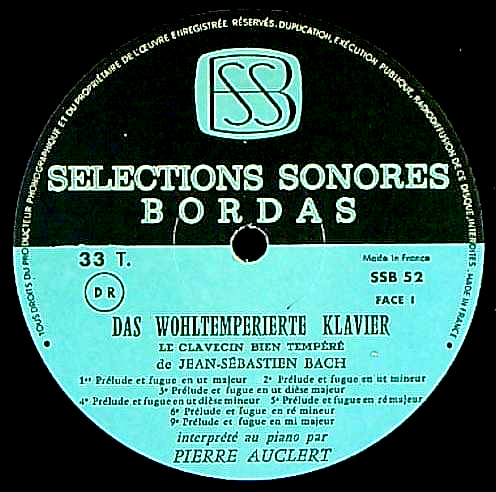 TOUS DROITS DU PRODUCTEUR PHONOGRAPHIQUE ET DU PROPRIÉTAIRE DE L'ŒUVRE ENREGISTRÉE RÉSERVÉS. DUPLICATION, EXÉCUTION PUBLIQUE, RADIODIFFUSION DE CE DISQUE INTERDITES. MADE IN FRANCE
SSB
SELECTIONS SONORES
BORDAS
33 T.
Made in France
DR
SSB 52
FACE 1
DAS WOHLTEMPERIERTE KLAVIER
LE CLAVECIN BIEN TEMPÉRÉ
de JEAN-SÉBASTIEN BACH
1er Prélude et fugue en ut majeur 2e Prélude et fugue en ut mineur
3e Prélude et fugue en ut dièse majeur
4e Prélude et fugue en ut dièse mineur 5e Prélude et fugue en ré majeur
6e Prélude et fugue en ré mineur
9e Prélude et fugue en mi majeur
interprété au piano par
PIERRE AUCLERT